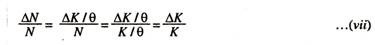 ΔN/N = ΔK/θ/N = ΔK/θ/K/θ = ΔK/K ...(vii)